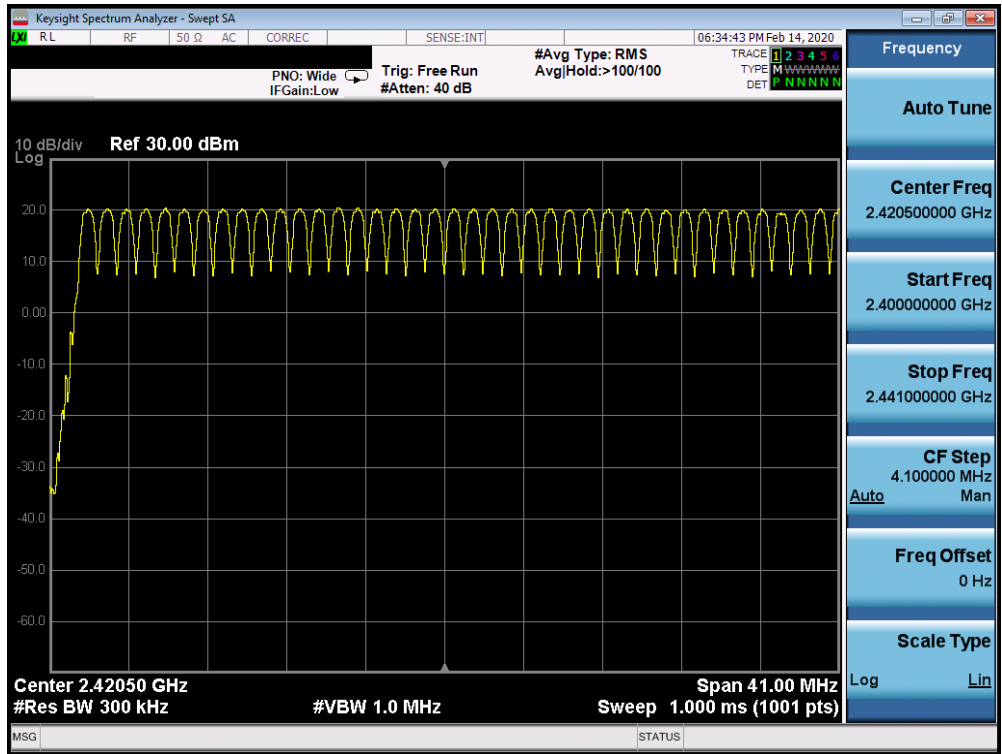 Keysight Spectrum Analyzer - Swept SA
LXI RL RF 50 Ω AC CORREC SENSE:INT 06:34:43 PM Feb 14, 2020
PNO: Wide Trig: Free Run #Avg Type: RMS TRACE 1 2 3 4 5 6
IFGain:Low #Atten: 40 dB Avg|Hold:>100/100 TYPE M WWWWW
DET P N N N N N
10 dB/div Ref 30.00 dBm
Log
20.0
10.0
0.00
-10.0
-20.0
-30.0
-40.0
-50.0
-60.0
Center 2.42050 GHz Span 41.00 MHz
#Res BW 300 kHz #VBW 1.0 MHz Sweep 1.000 ms (1001 pts)
MSG STATUS
Frequency
Auto Tune
Center Freq
2.420500000 GHz
Start Freq
2.400000000 GHz
Stop Freq
2.441000000 GHz
CF Step
4.100000 MHz
Auto Man
Freq Offset
0 Hz
Scale Type
Log Lin